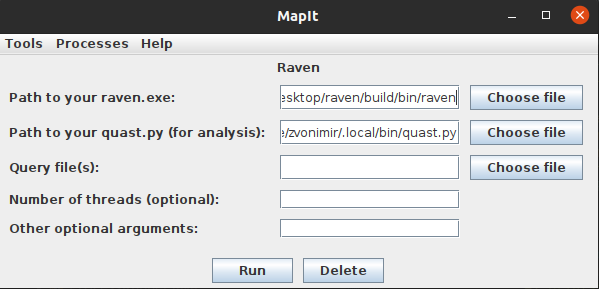 MapIt
Tools Processes Help
Raven
Path to your raven.exe: esktop/raven/build/bin/raven Choose file
Path to your quast.py (for analysis): e/zvonimir/.local/bin/quast.py Choose file
Query file(s): Choose file
Number of threads (optional):
Other optional arguments:
Run Delete